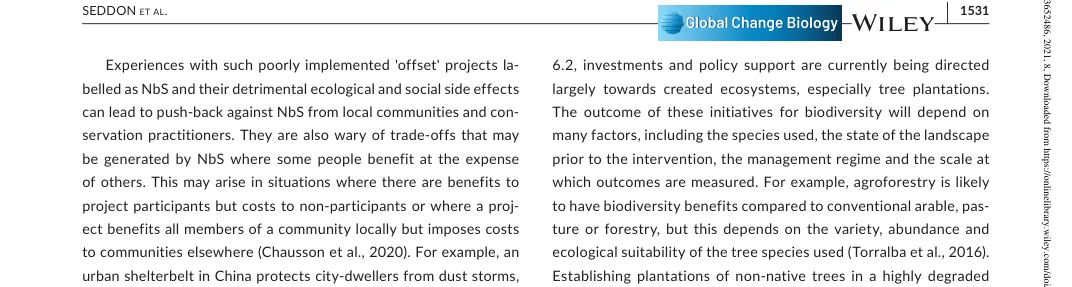 SEDDON ET AL.
Global Change Biology
WILEY
1531
Experiences with such poorly implemented 'offset' projects la-
belled as NbS and their detrimental ecological and social side effects
can lead to push-back against NbS from local communities and con-
servation practitioners. They are also wary of trade-offs that may
be generated by NbS where some people benefit at the expense
of others. This may arise in situations where there are benefits to
project participants but costs to non-participants or where a proj-
ect benefits all members of a community locally but imposes costs
to communities elsewhere (Chausson et al., 2020). For example, an
urban shelterbelt in China protects city-dwellers from dust storms,
6.2, investments and policy support are currently being directed
largely towards created ecosystems, especially tree plantations.
The outcome of these initiatives for biodiversity will depend on
many factors, including the species used, the state of the landscape
prior to the intervention, the management regime and the scale at
which outcomes are measured. For example, agroforestry is likely
to have biodiversity benefits compared to conventional arable, pas-
ture or forestry, but this depends on the variety, abundance and
ecological suitability of the tree species used (Torralba et al., 2016).
Establishing plantations of non-native trees in a highly degraded
3652486, 2021, 8, Downloaded from https://onlinelibrary.wiley.com/doi